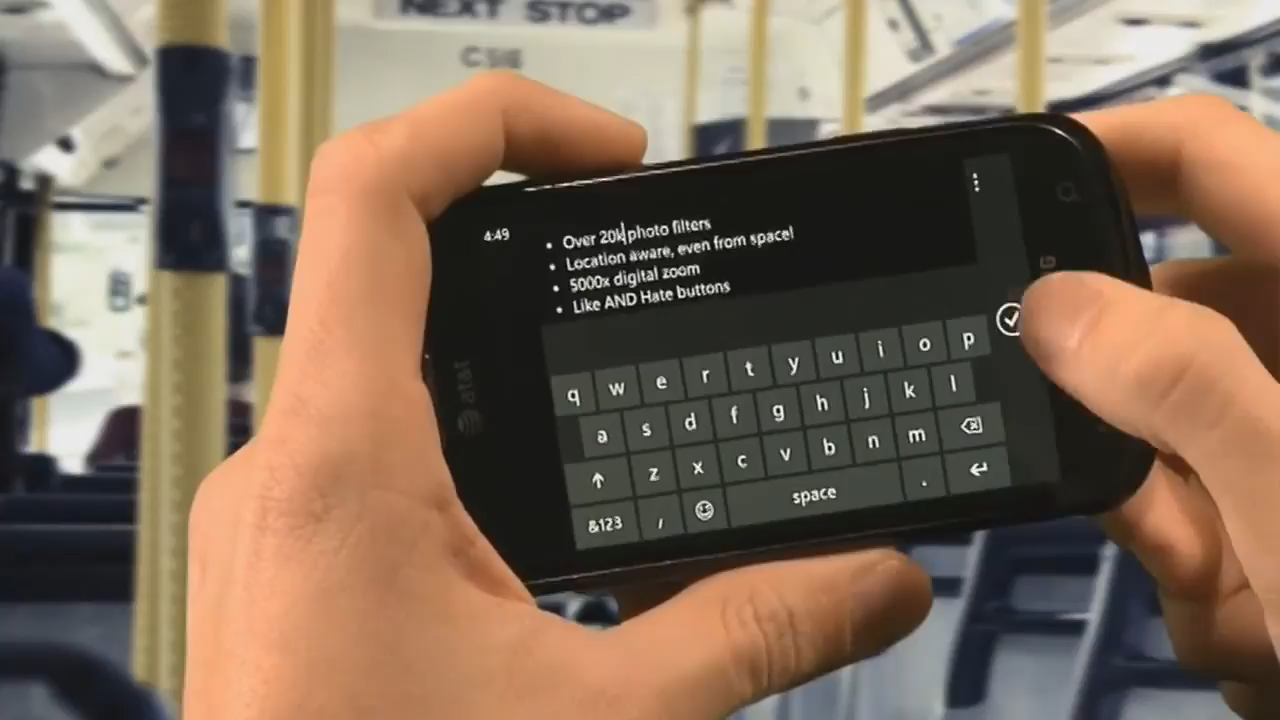 NEXT STOP
4:49
• Over 20k photo filters
• Location aware, even from space!
• 5000x digital zoom
• Like AND Hate buttons
at&t
q w e r t y u i o p
a s d f g h j k l
z x c v b n m
&123 , space .